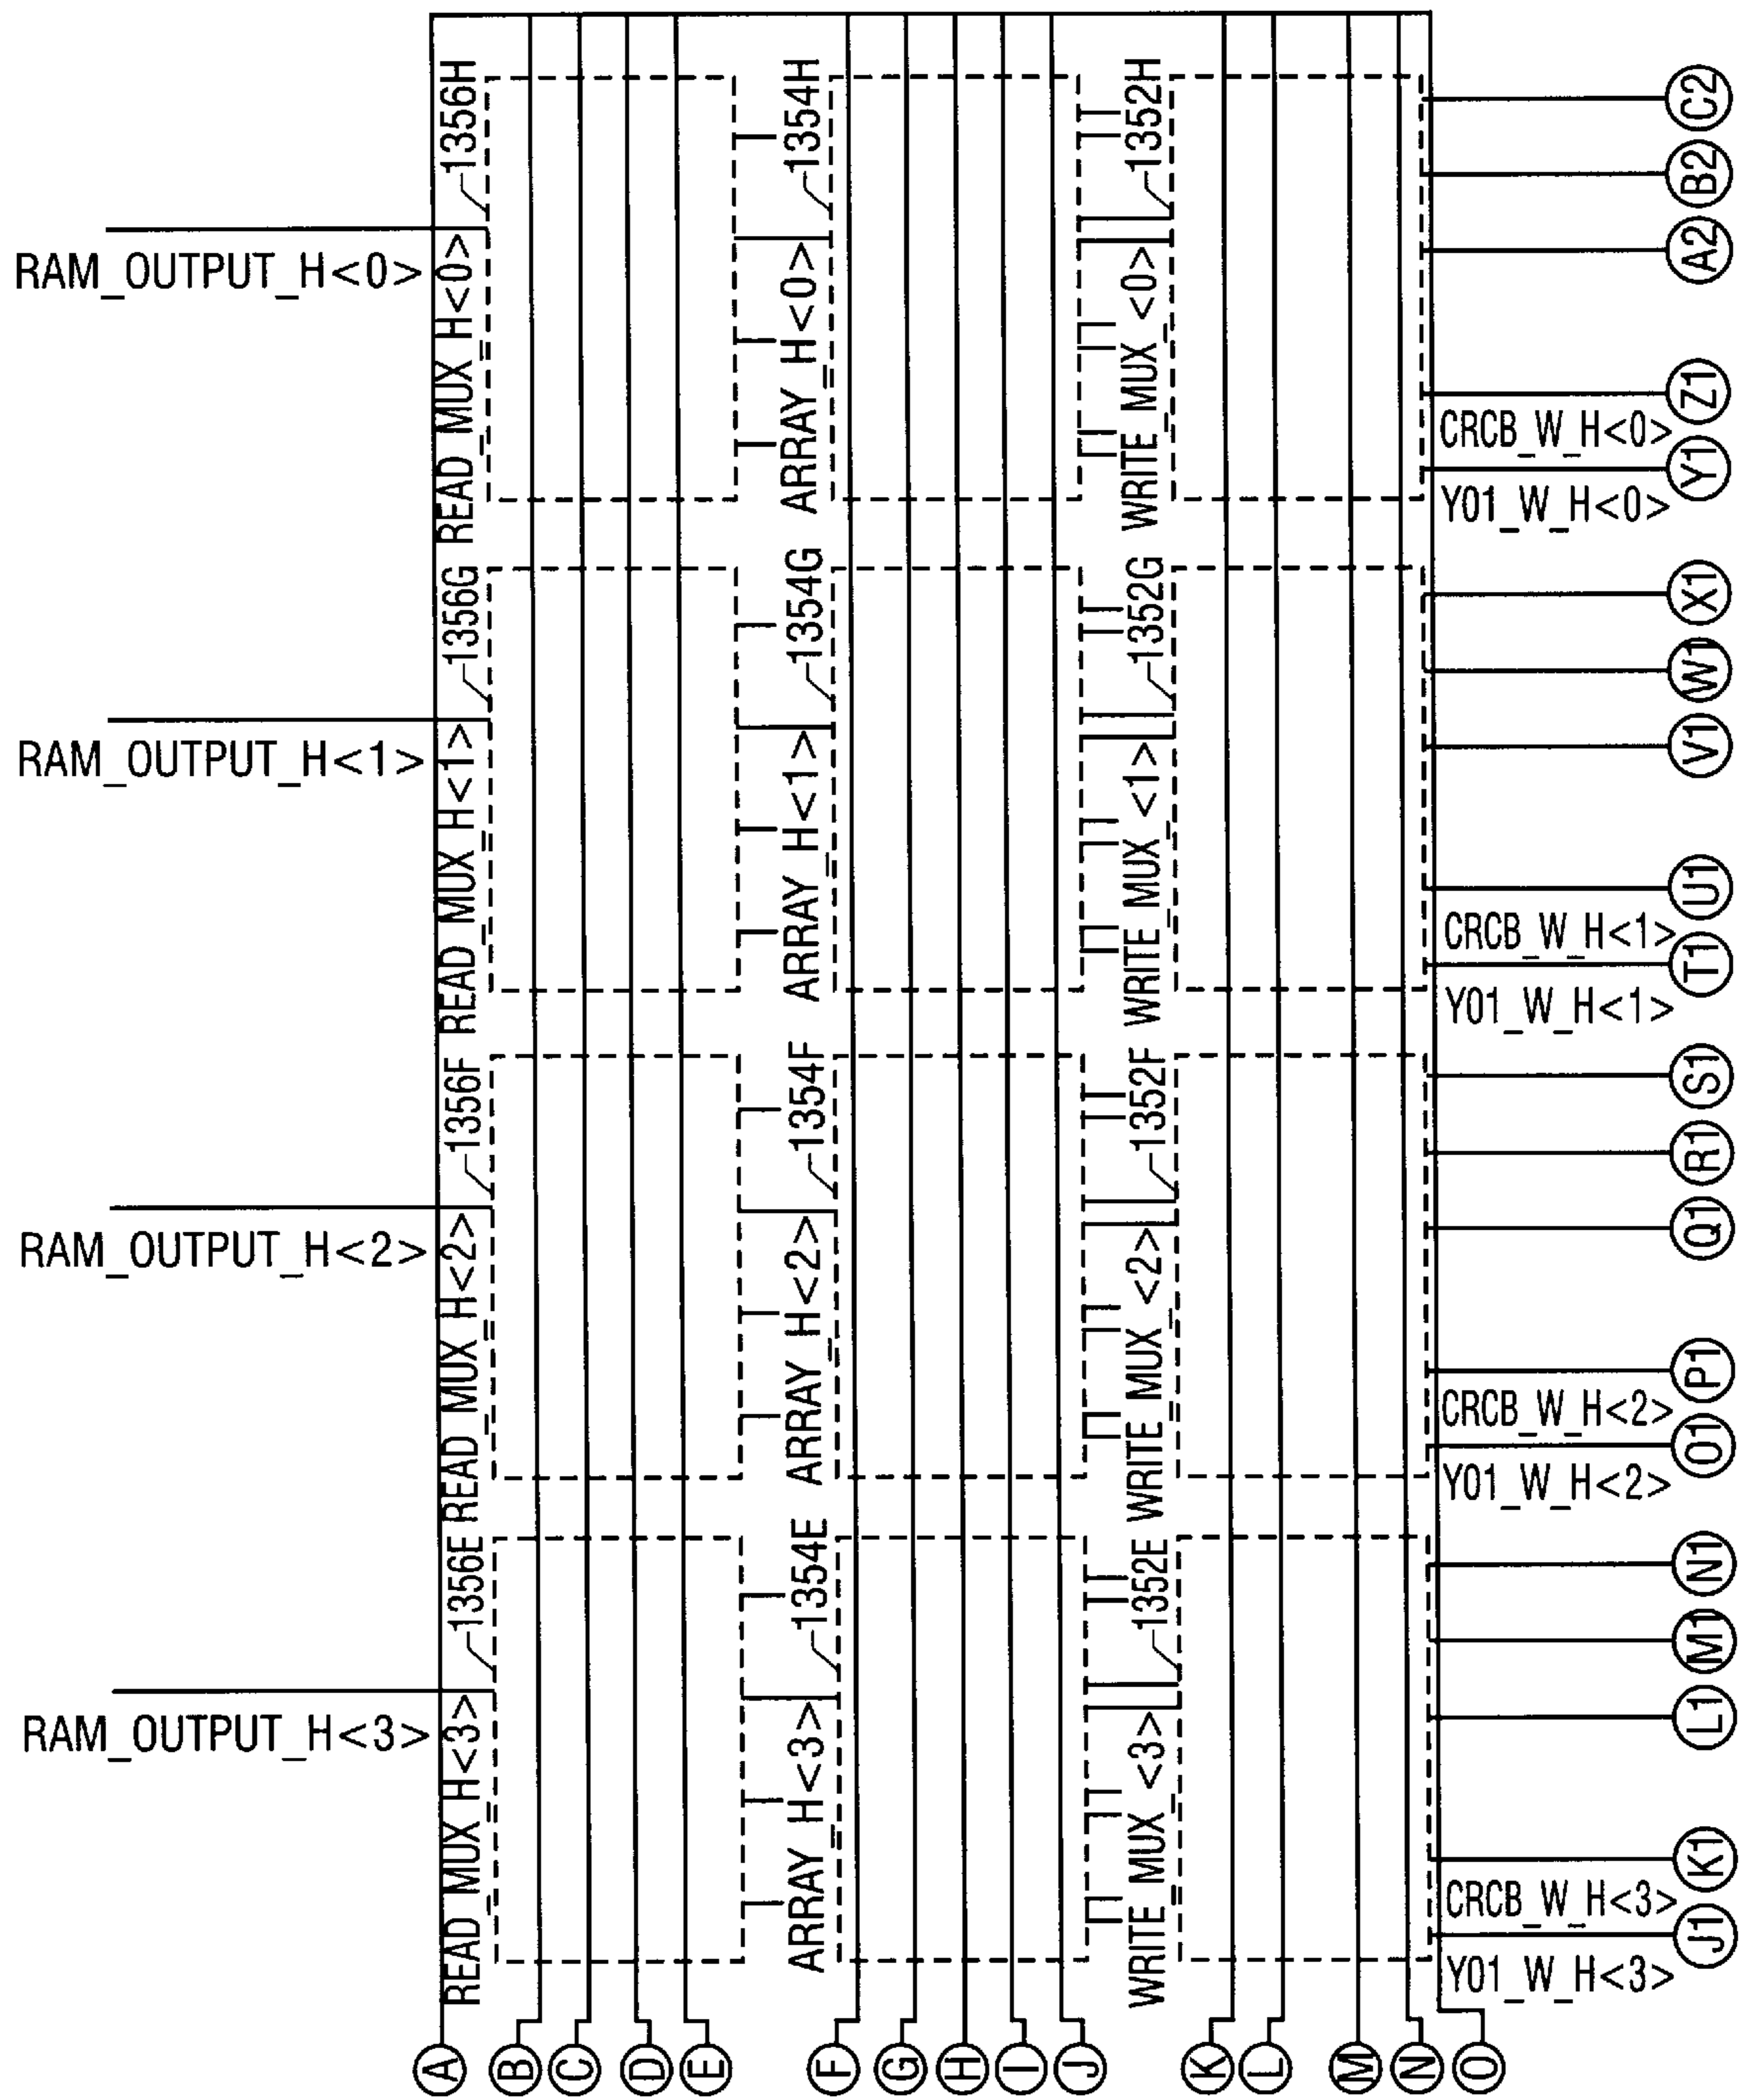 RAM_OUTPUT_H<0>
READ_MUX_H<0>
1356H
ARRAY_H<0>
1354H
WRITE_MUX_<0>
1352H
C2
B2
A2
Z1
CRCB_W_H<0>
Y1
Y01_W_H<0>
RAM_OUTPUT_H<1>
READ_MUX_H<1>
1356G
ARRAY_H<1>
1354G
WRITE_MUX_<1>
1352G
X1
W1
V1
U1
CRCB_W_H<1>
T1
Y01_W_H<1>
RAM_OUTPUT_H<2>
READ_MUX_H<2>
1356F
ARRAY_H<2>
1354F
WRITE_MUX_<2>
1352F
S1
R1
Q1
P1
CRCB_W_H<2>
O1
Y01_W_H<2>
RAM_OUTPUT_H<3>
READ_MUX_H<3>
1356E
ARRAY_H<3>
1354E
WRITE_MUX_<3>
1352E
N1
M1
L1
K1
CRCB_W_H<3>
J1
Y01_W_H<3>
A
B
C
D
E
F
G
H
I
J
K
L
M
N
O